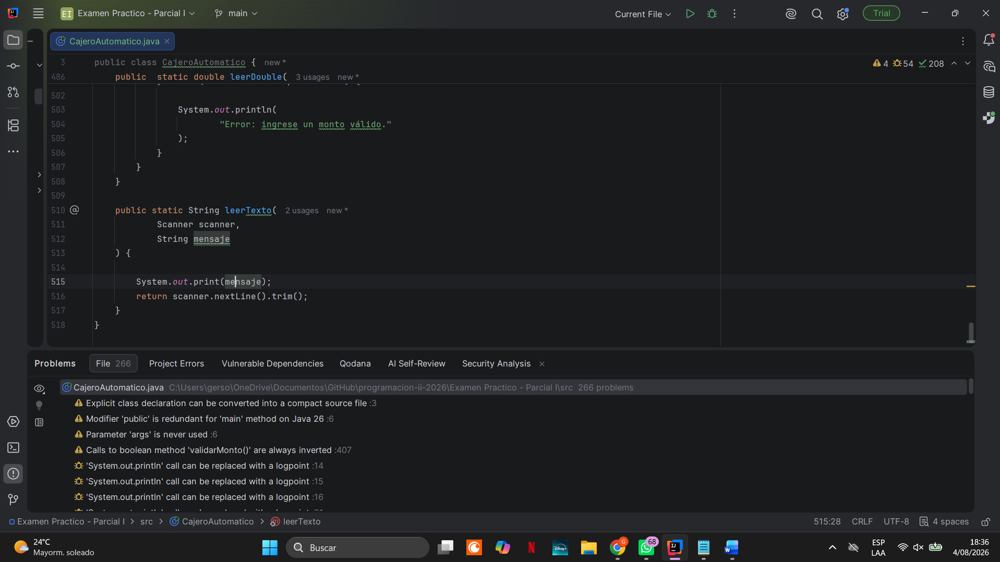 EI Examen Practico - Parcial I
main
Current File
Trial
CajeroAutomatico.java
3 public class CajeroAutomatico { new *
4 54 208
486 public static double leerDouble( 3 usages new *
502
503 System.out.println(
504 "Error: ingrese un monto válido."
505 );
506 }
507 }
508 }
509
510 public static String leerTexto( 2 usages new *
511 Scanner scanner,
512 String mensaje
513 ) {
514
515 System.out.print(mensaje);
516 return scanner.nextLine().trim();
517 }
518 }
Problems File 266 Project Errors Vulnerable Dependencies Qodana AI Self-Review Security Analysis
CajeroAutomatico.java C:\Users\gerso\OneDrive\Documentos\GitHub\programacion-ii-2026\Examen Practico - Parcial I\src 266 problems
Explicit class declaration can be converted into a compact source file :3
Modifier 'public' is redundant for 'main' method on Java 26 :6
Parameter 'args' is never used :6
Calls to boolean method 'validarMonto()' are always inverted :407
'System.out.println' call can be replaced with a logpoint :14
'System.out.println' call can be replaced with a logpoint :15
'System.out.println' call can be replaced with a logpoint :16
Examen Practico - Parcial I > src > CajeroAutomatico > leerTexto
515:28 CRLF UTF-8 4 spaces
24°C
Mayorm. soleado
Buscar
68
ESP
LAA
18:36
4/08/2026